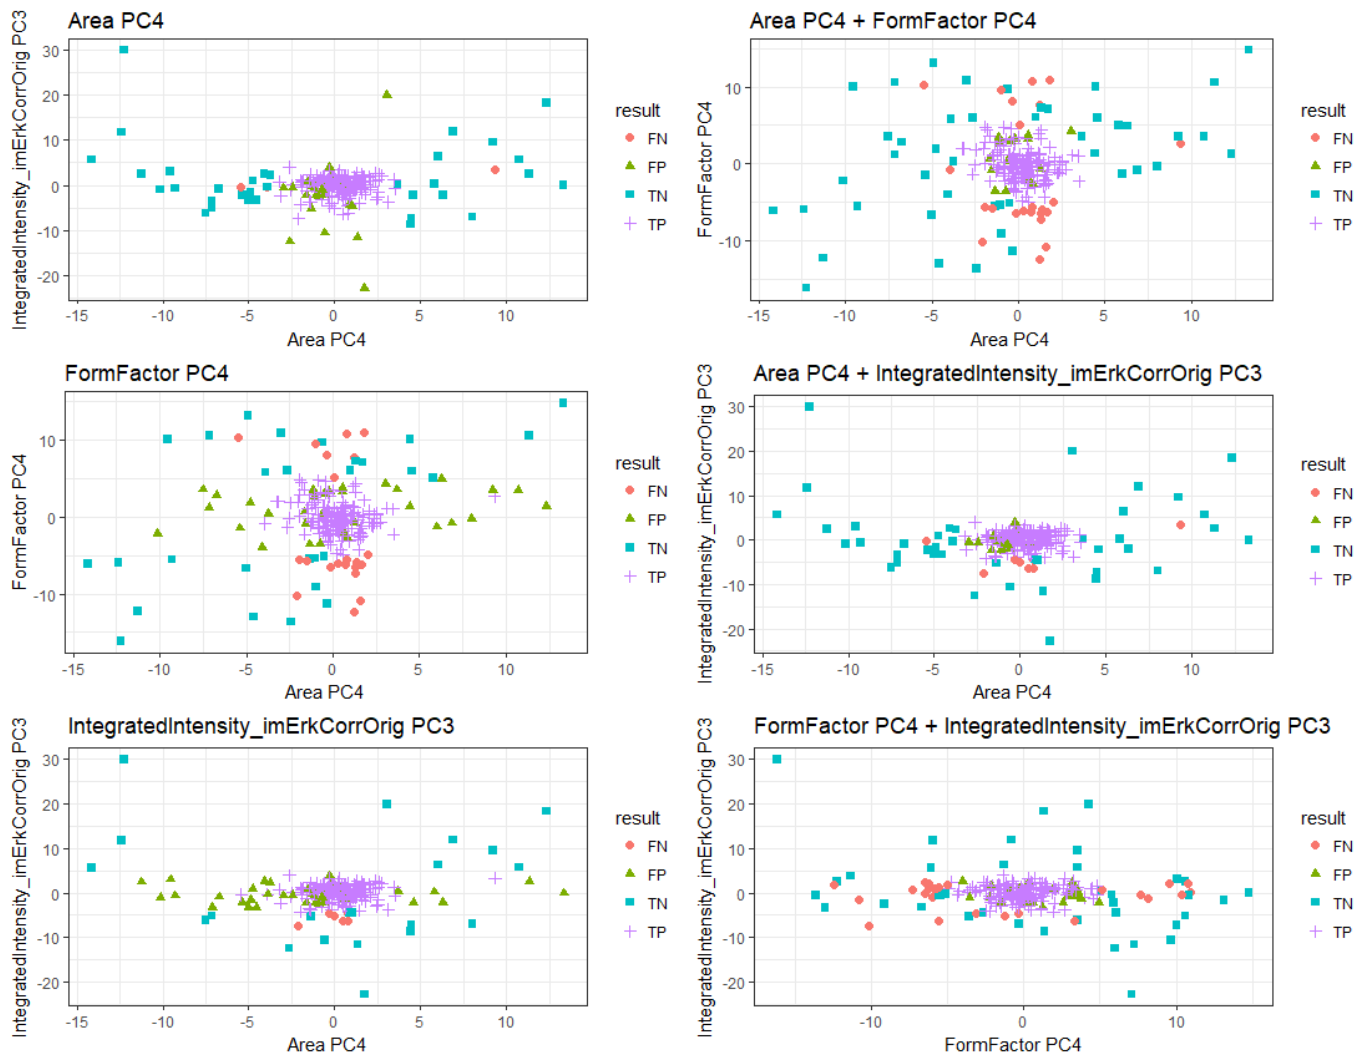 Area PC4
IntegratedIntensity_imErkCorrOrig PC3
30
20
10
0
-10
-20
-15
-10
-5
0
5
10
Area PC4
result
FN
FP
TN
TP
Area PC4 + FormFactor PC4
FormFactor PC4
10
0
-10
-15
-10
-5
0
5
10
Area PC4
result
FN
FP
TN
TP
FormFactor PC4
FormFactor PC4
10
0
-10
-15
-10
-5
0
5
10
Area PC4
result
FN
FP
TN
TP
Area PC4 + IntegratedIntensity_imErkCorrOrig PC3
IntegratedIntensity_imErkCorrOrig PC3
30
20
10
0
-10
-20
-15
-10
-5
0
5
10
Area PC4
result
FN
FP
TN
TP
IntegratedIntensity_imErkCorrOrig PC3
IntegratedIntensity_imErkCorrOrig PC3
30
20
10
0
-10
-20
-15
-10
-5
0
5
10
Area PC4
result
FN
FP
TN
TP
FormFactor PC4 + IntegratedIntensity_imErkCorrOrig PC3
IntegratedIntensity_imErkCorrOrig PC3
30
20
10
0
-10
-20
-10
0
10
FormFactor PC4
result
FN
FP
TN
TP